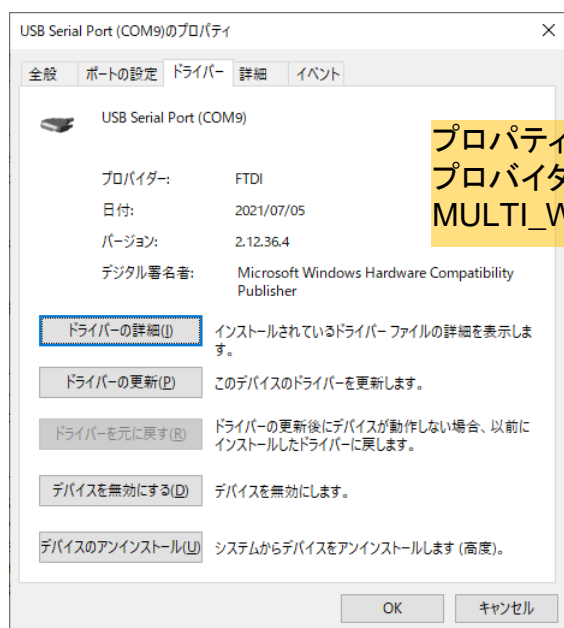 USB Serial Port (COM9)のプロパティ
全般 ポートの設定 ドライバー 詳細 イベント
USB Serial Port (COM9)
プロパティ
プロバイダー: FTDI
プロバイダ
日付: 2021/07/05
MULTI_W
バージョン: 2.12.36.4
デジタル署名者: Microsoft Windows Hardware Compatibility
Publisher
ドライバーの詳細(I) インストールされているドライバー ファイルの詳細を表示しま
す。
ドライバーの更新(P) このデバイスのドライバーを更新します。
ドライバーを元に戻す(R) ドライバーの更新後にデバイスが動作しない場合、以前に
インストールしたドライバーに戻します。
デバイスを無効にする(D) デバイスを無効にします。
デバイスのアンインストール(U) システムからデバイスをアンインストールします (高度)。
OK キャンセル